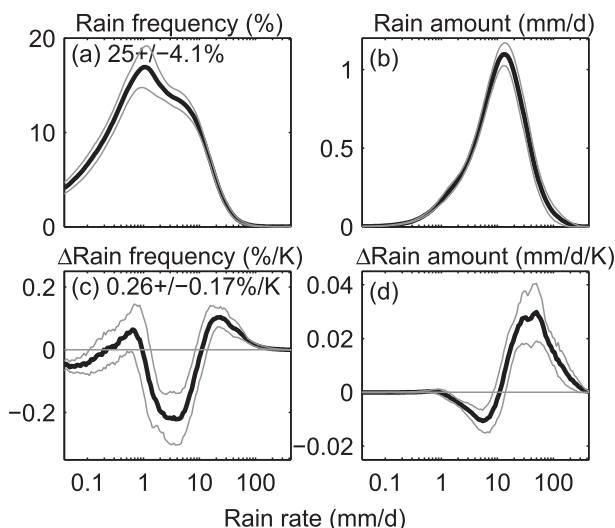 Rain frequency (%)
Rain amount (mm/d)
20
10
0
(a) 25+/−4.1%
1
0.5
0
(b)
ΔRain frequency (%/K)
ΔRain amount (mm/d/K)
0.2
0
−0.2
(c) 0.26+/−0.17%/K
0.04
0.02
0
−0.02
(d)
0.1 1 10 100
0.1 1 10 100
Rain rate (mm/d)